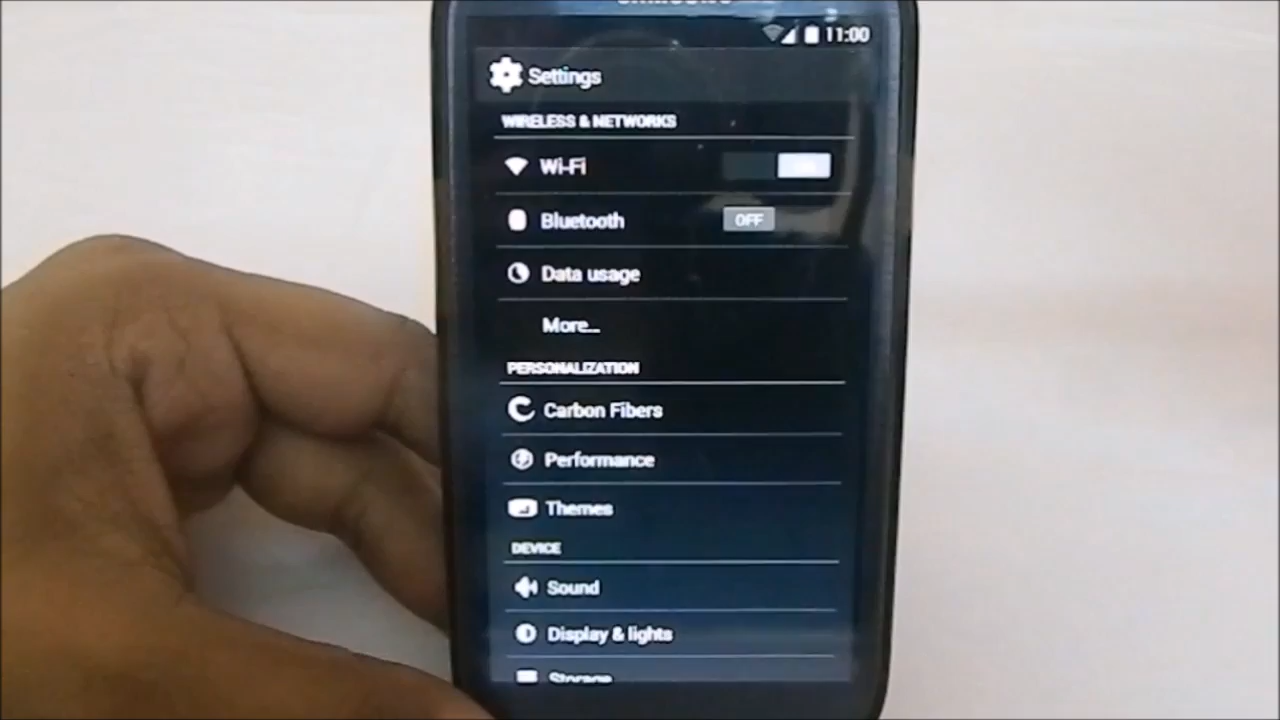 11:00
Settings
WIRELESS & NETWORKS
Wi-Fi
Bluetooth OFF
Data usage
More...
PERSONALIZATION
Carbon Fibers
Performance
Themes
DEVICE
Sound
Display & lights
Storage